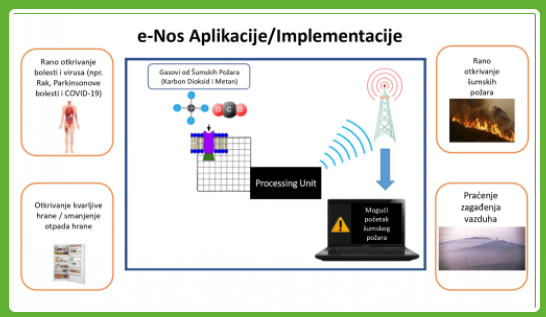 e-Nos Aplikacije/Implementacije
Rano otkrivanje
bolesti i virusa (npr.
Rak, Parkinsonove
bolesti i COVID-19)
Otkrivanje kvarljive
hrane / smanjenje
otpada hrane
Gasovi od Šumskih Požara
(Karbon Dioksid i Metan)
O C O
Processing Unit
Mogući
početak
šumskog
požara
Rano
otkrivanje
šumskih
požara
Praćenje
zagađenja
vazduha